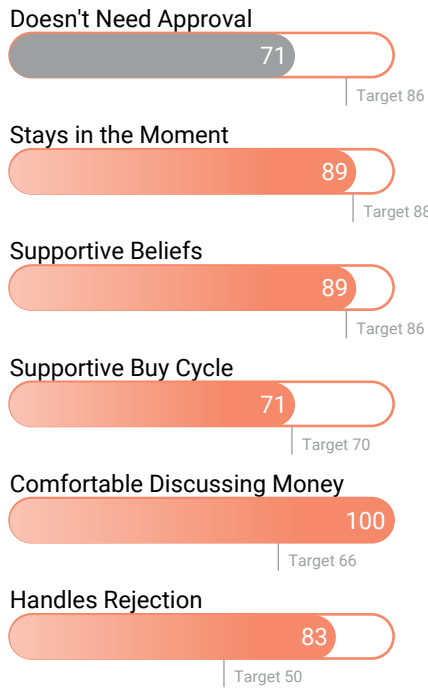 Doesn't Need Approval
71
Target 86
Stays in the Moment
89
Target 88
Supportive Beliefs
89
Target 86
Supportive Buy Cycle
71
Target 70
Comfortable Discussing Money
100
Target 66
Handles Rejection
83
Target 50